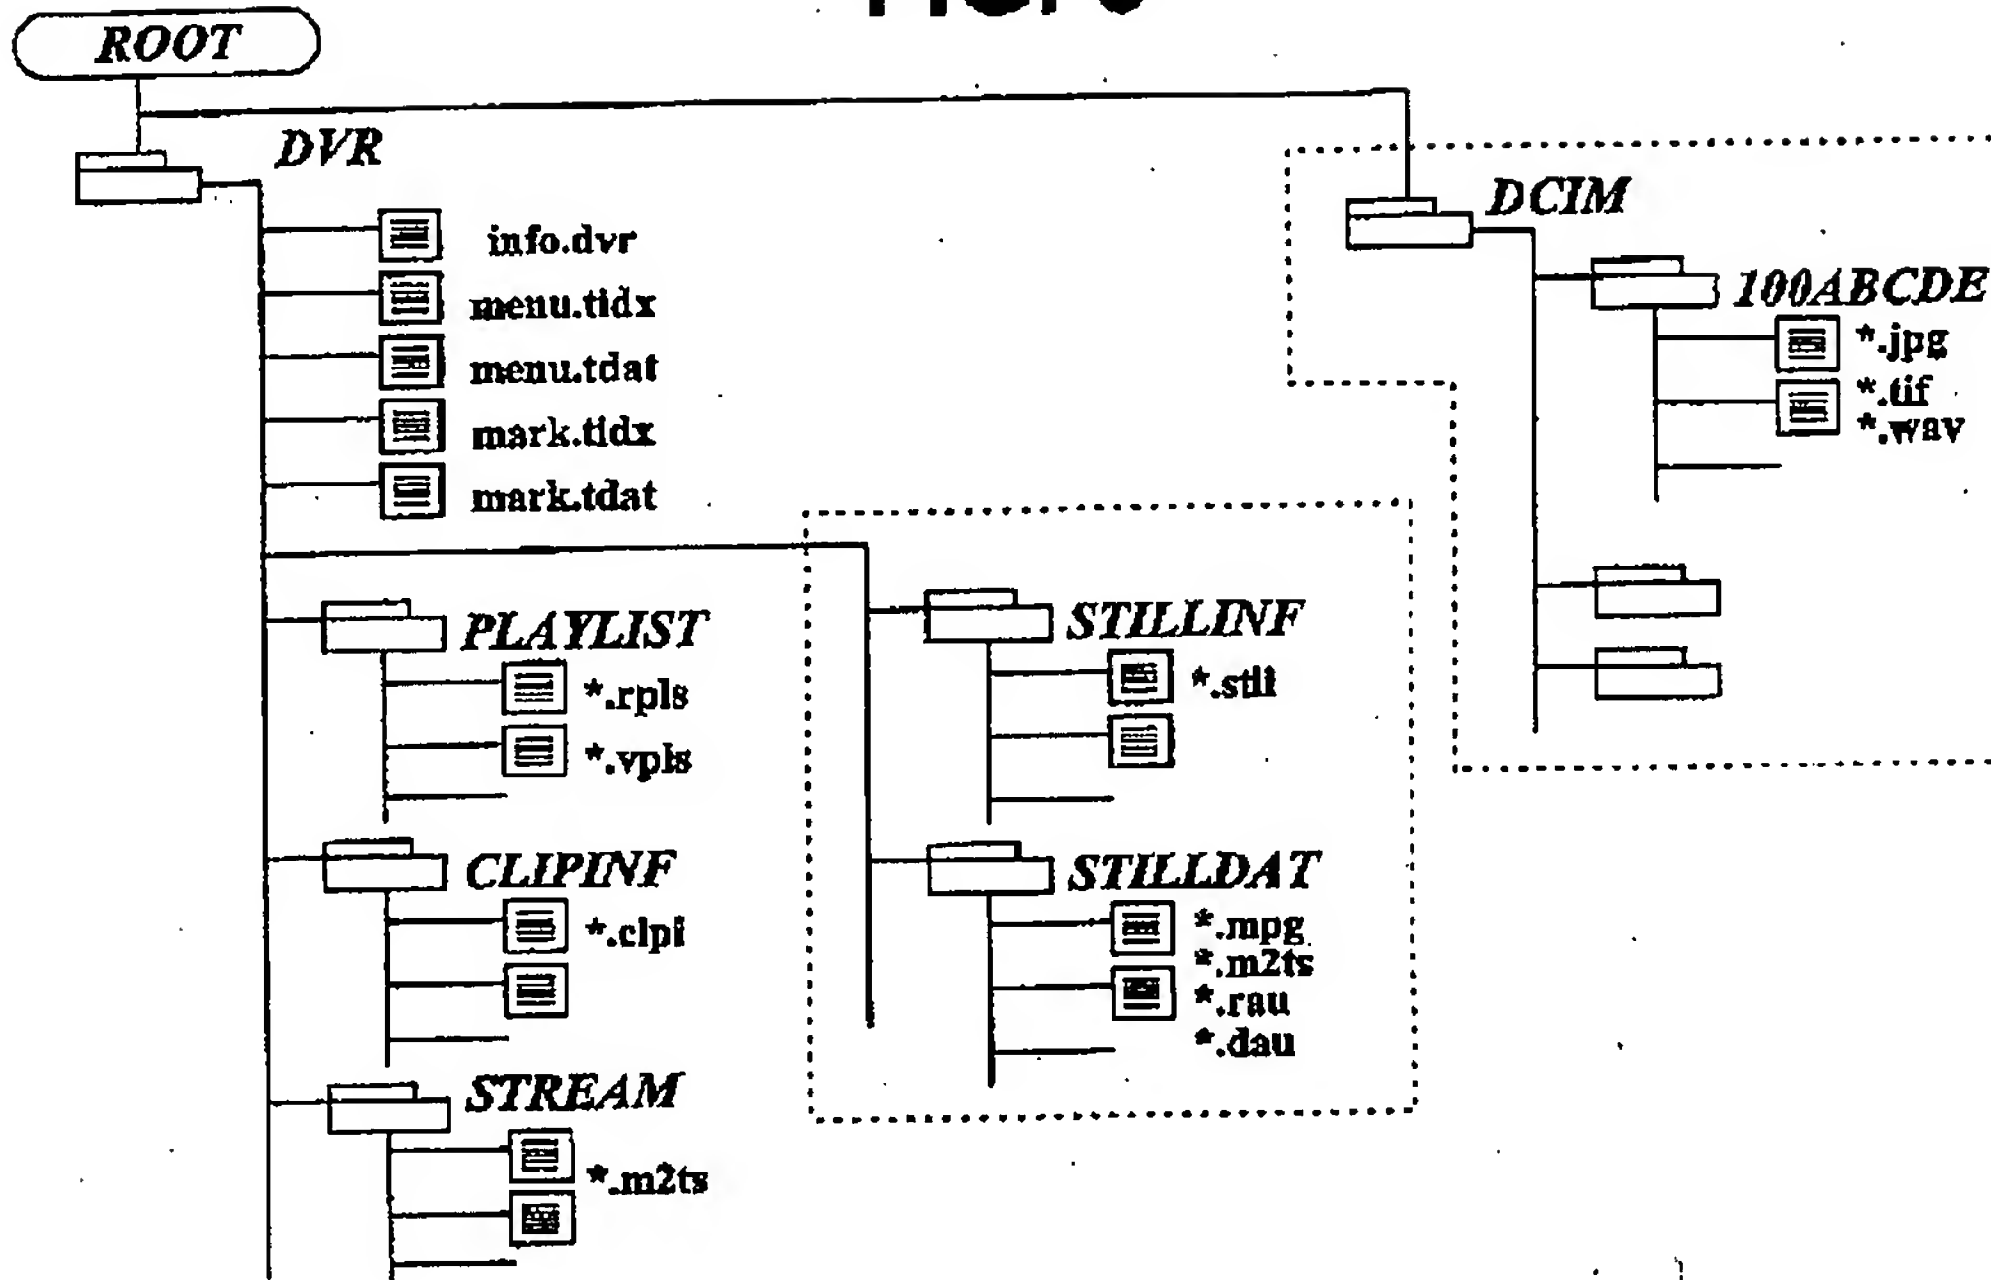 ROOT
DVR
info.dvr
menu.tidx
menu.tdat
mark.tidx
mark.tdat
PLAYLIST
*.rpls
*.vpls
CLIPINF
*.clpi
STREAM
*.m2ts
STILLINF
*.stil
STILLDAT
*.mpg
*.m2ts
*.rau
*.dau
DCIM
100ABCDE
*.jpg
*.tif
*.wav